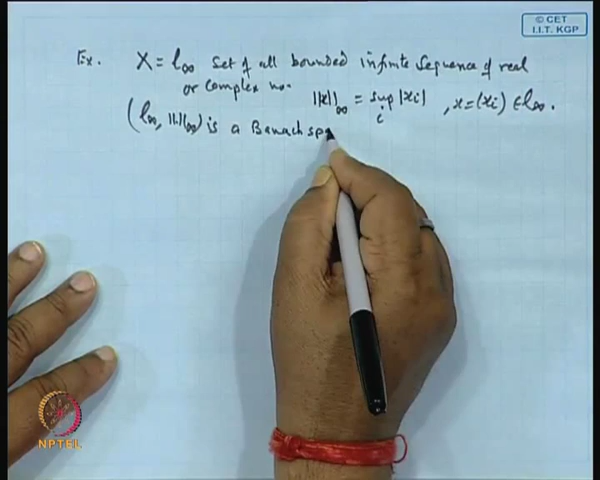 © CET
I.I.T. KGP
Ex. X = l∞ Set of all bounded infinite sequence of real
or complex no.
||x||∞ = sup |xi| , x = (xi) ∈ l∞.
i
(l∞, ||.||∞) is a Banach spa
NPTEL